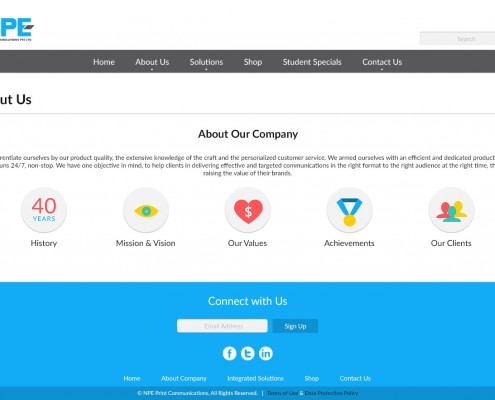 NPE
Search
Home About Us Solutions Shop Student Specials Contact Us
ut Us
About Our Company
rentiate ourselves by our product quality, the extensive knowledge of the craft and the personalized customer service. We armed ourselves with an efficient and dedicated product
uns 24/7, non-stop. We have one objective in mind, to help clients in delivering effective and targeted communications in the right format to the right audience at the right time, th
raising the value of their brands.
40
YEARS
$
History Mission & Vision Our Values Achievements Our Clients
Connect with Us
Email Address Sign Up
f t in
Home About Company Integrated Solutions Shop Contact Us
© NPE Print Communications, All Rights Reserved. | Terms of Use & Data Protection Policy